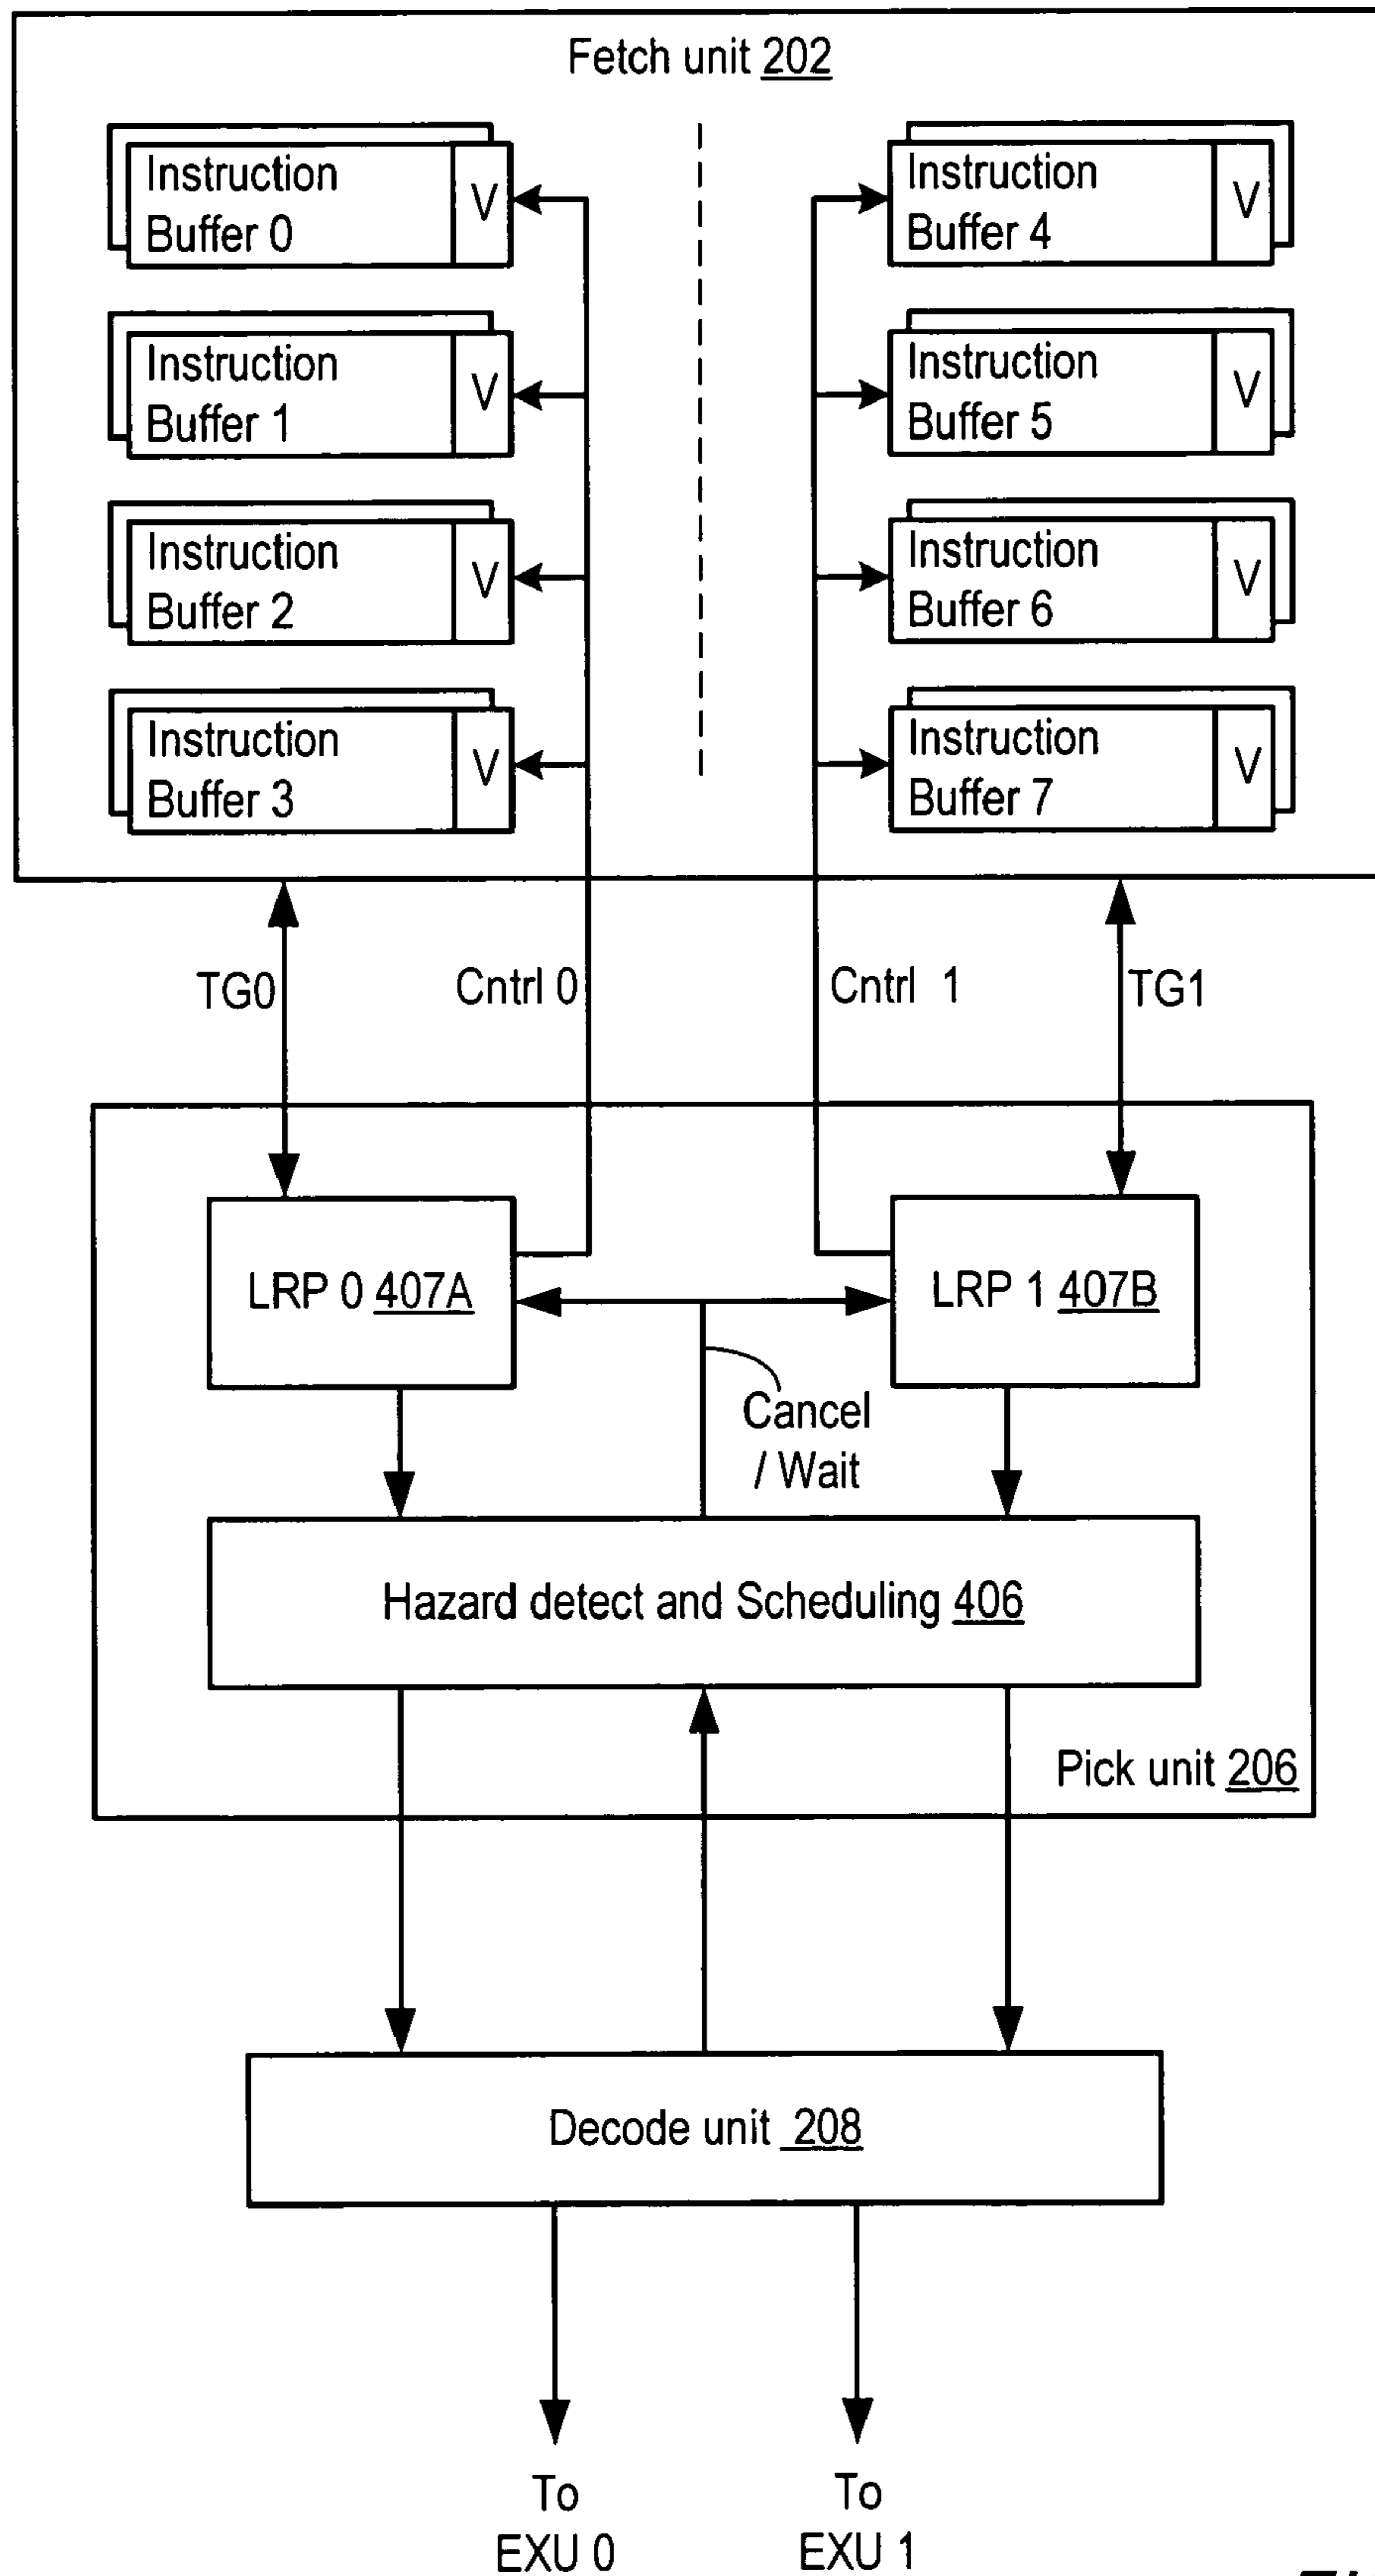 Fetch unit 202
Instruction
Buffer 0
V
Instruction
Buffer 4
V
Instruction
Buffer 1
V
Instruction
Buffer 5
V
Instruction
Buffer 2
V
Instruction
Buffer 6
V
Instruction
Buffer 3
V
Instruction
Buffer 7
V
TG0
Cntrl 0
Cntrl 1
TG1
LRP 0 407A
LRP 1 407B
Cancel
/ Wait
Hazard detect and Scheduling 406
Pick unit 206
Decode unit 208
To
EXU 0
To
EXU 1